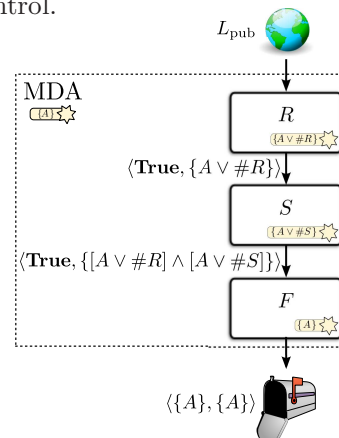 ntrol.
L_pub
MDA
{A}
R
{A ∨ #R}
⟨True, {A ∨ #R}⟩
S
{A ∨ #S}
⟨True, {[A ∨ #R] ∧ [A ∨ #S]}⟩
F
{A}
⟨{A}, {A}⟩